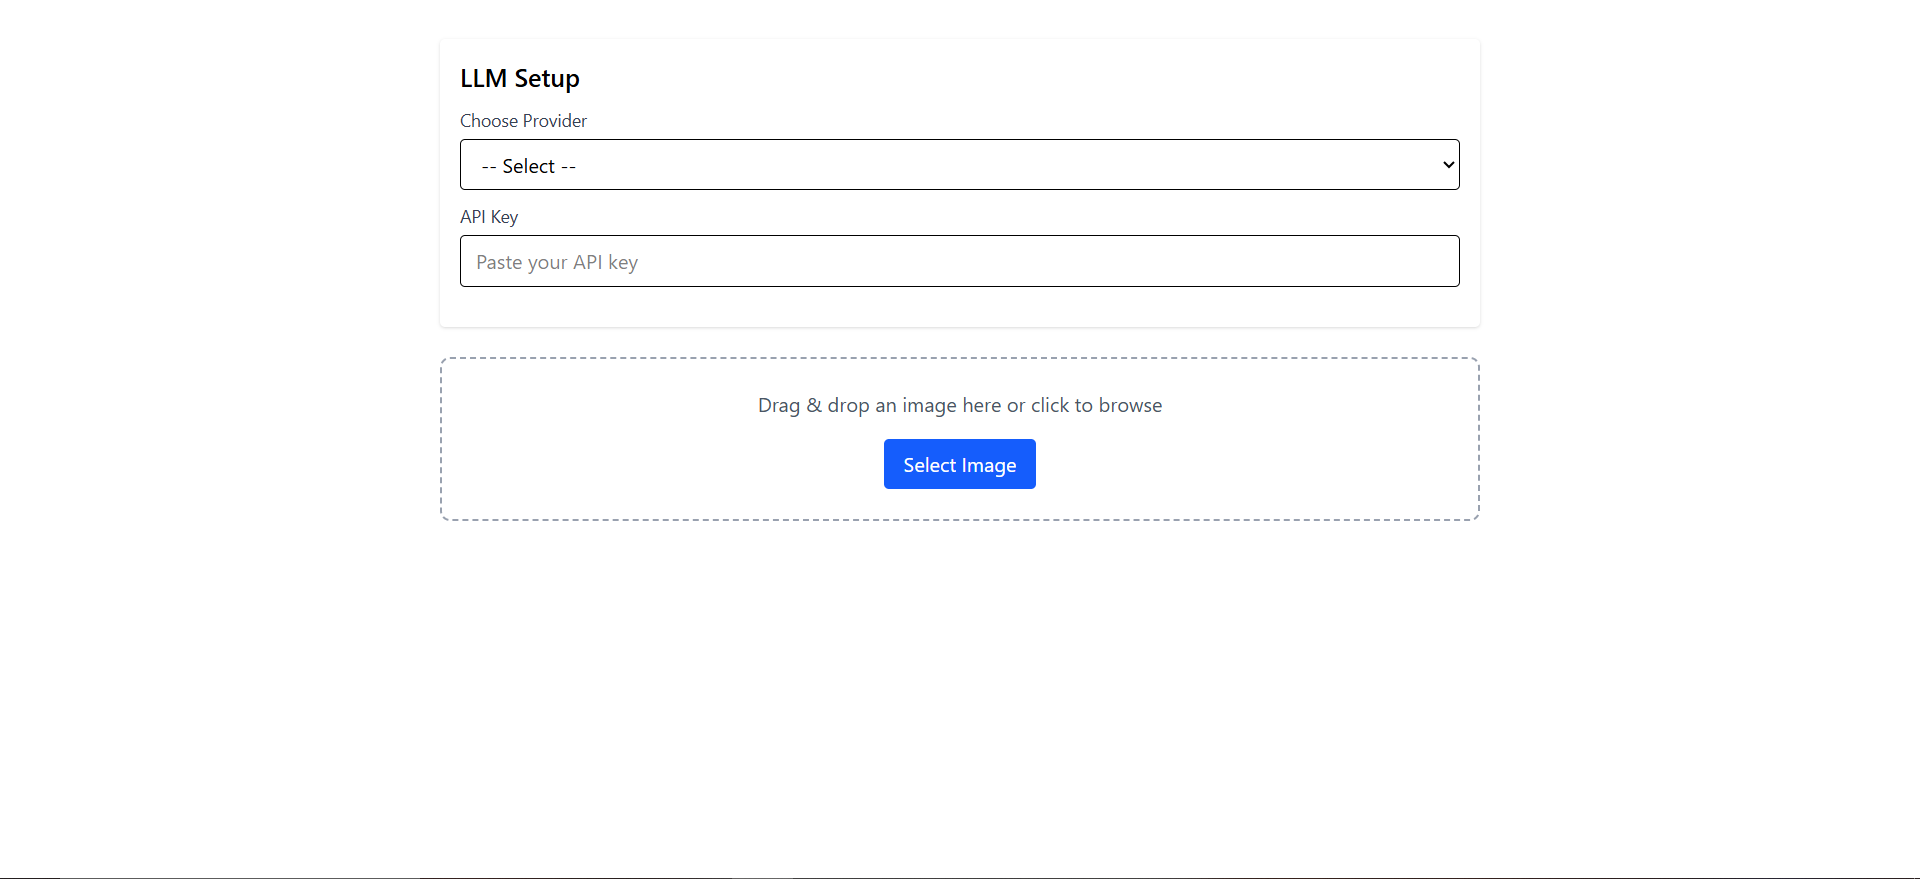 LLM Setup
Choose Provider
-- Select --
API Key
Paste your API key
Drag & drop an image here or click to browse
Select Image